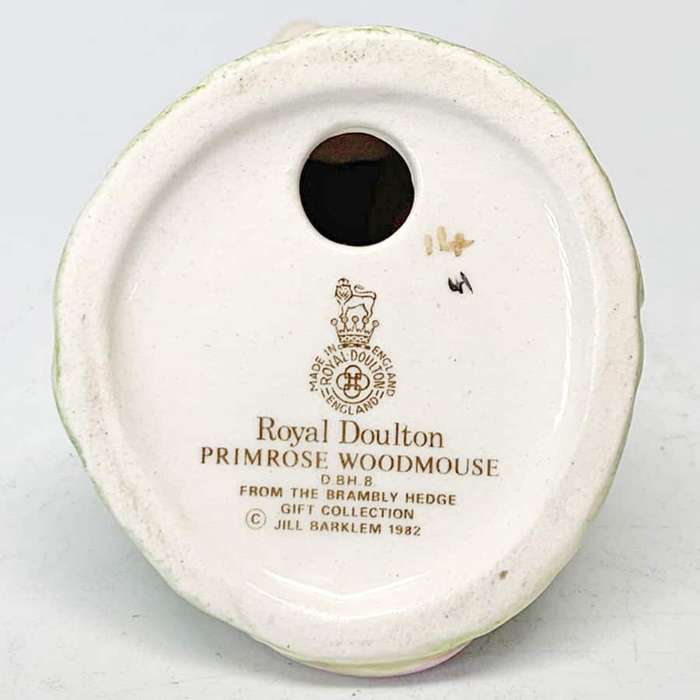 MADE IN ENGLAND
ROYAL·DOULTON
ENGLAND
Royal Doulton
PRIMROSE WOODMOUSE
D.BH.8
FROM THE BRAMBLY HEDGE
GIFT COLLECTION
© JILL BARKLEM 1982